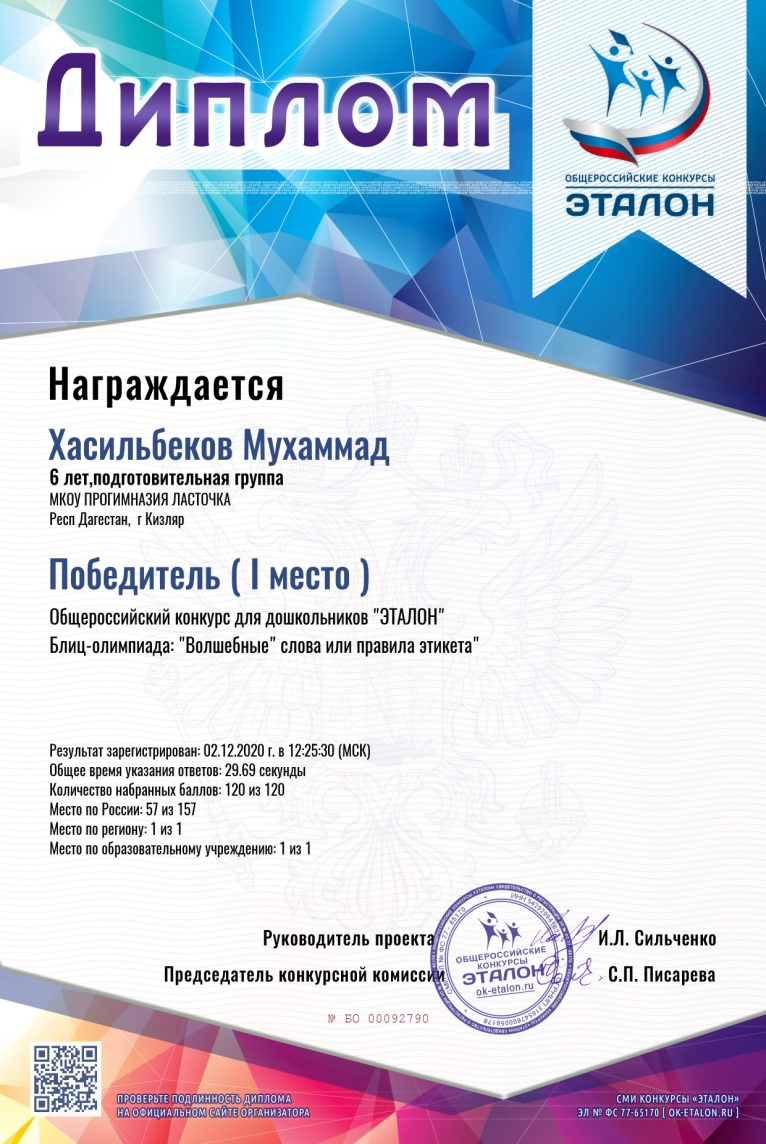 Диплом
ОБЩЕРОССИЙСКИЕ КОНКУРСЫ
ЭТАЛОН
Награждается
Хасильбеков Мухаммад
6 лет,подготовительная группа
МКОУ ПРОГИМНАЗИЯ ЛАСТОЧКА
Респ Дагестан, г Кизляр
Победитель ( I место )
Общероссийский конкурс для дошкольников "ЭТАЛОН"
Блиц-олимпиада: "Волшебные" слова или правила этикета"
Результат зарегистрирован: 02.12.2020 г. в 12:25:30 (МСК)
Общее время указания ответов: 29.69 секунды
Количество набранных баллов: 120 из 120
Место по России: 57 из 157
Место по региону: 1 из 1
Место по образовательному учреждению: 1 из 1
Руководитель проекта И.Л. Сильченко
Председатель конкурсной комиссии С.П. Писарева
ОБЩЕРОССИЙСКИЕ
КОНКУРСЫ
ЭТАЛОН
ok-etalon.ru
№ БО 00092790
ПРОВЕРЬТЕ ПОДЛИННОСТЬ ДИПЛОМА
НА ОФИЦИАЛЬНОМ САЙТЕ ОРГАНИЗАТОРА
СМИ КОНКУРСЫ «ЭТАЛОН»
ЭЛ № ФС 77-65170 [ OK-ETALON.RU ]